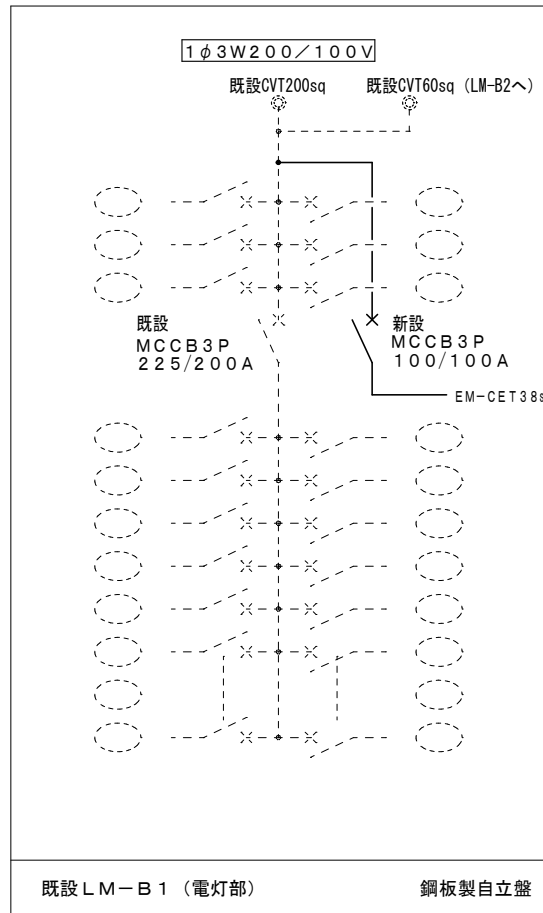 1φ3W200／100V
既設CVT200sq 既設CVT60sq (LM-B2へ)
既設
MCCB3P
225/200A
新設
MCCB3P
100/100A
EM-CET38s
既設LM－B1（電灯部） 鋼板製自立盤